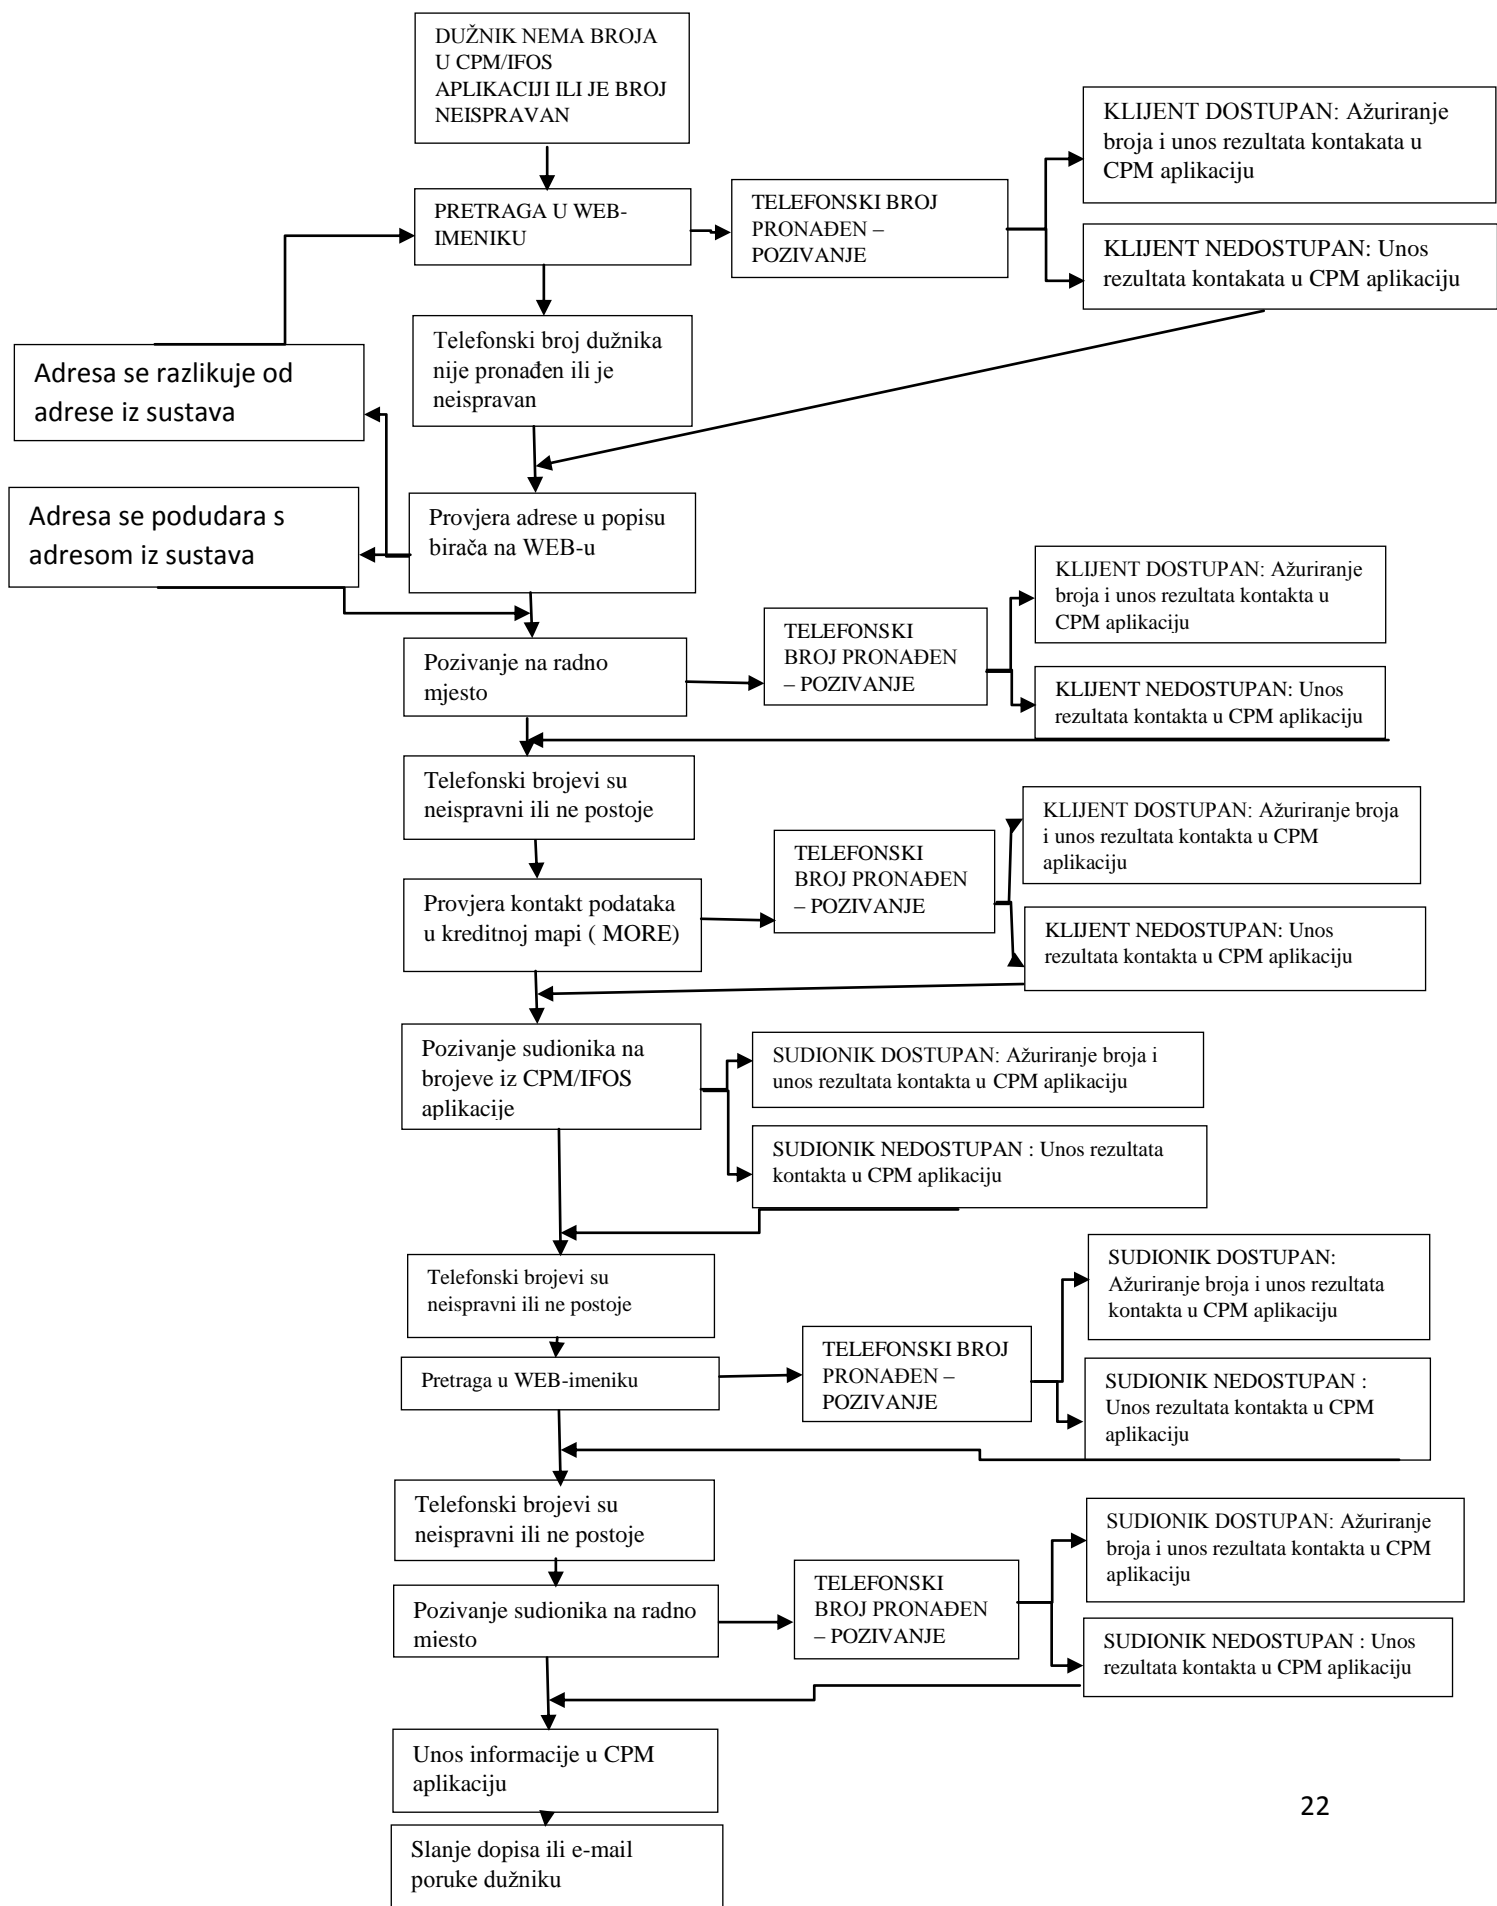 DUŽNIK NEMA BROJA
U CPM/IFOS
APLIKACIJI ILI JE BROJ
NEISPRAVAN
KLIJENT DOSTUPAN: Ažuriranje
broja i unos rezultata kontakata u
CPM aplikaciju
PRETRAGA U WEB-
IMENIKU
TELEFONSKI BROJ
PRONAĐEN –
POZIVANJE
KLIJENT NEDOSTUPAN: Unos
rezultata kontakata u CPM aplikaciju
Telefonski broj dužnika
nije pronađen ili je
neispravan
Adresa se razlikuje od
adrese iz sustava
Adresa se podudara s
adresom iz sustava
Provjera adrese u popisu
birača na WEB-u
KLIJENT DOSTUPAN: Ažuriranje
broja i unos rezultata kontakta u
CPM aplikaciju
Pozivanje na radno
mjesto
TELEFONSKI
BROJ PRONAĐEN
– POZIVANJE
KLIJENT NEDOSTUPAN: Unos
rezultata kontakta u CPM aplikaciju
Telefonski brojevi su
neispravni ili ne postoje
KLIJENT DOSTUPAN: Ažuriranje broja
i unos rezultata kontakta u CPM
aplikaciju
TELEFONSKI
BROJ PRONAĐEN
– POZIVANJE
Provjera kontakt podataka
u kreditnoj mapi ( MORE)
KLIJENT NEDOSTUPAN: Unos
rezultata kontakta u CPM aplikaciju
Pozivanje sudionika na
brojeve iz CPM/IFOS
aplikacije
SUDIONIK DOSTUPAN: Ažuriranje broja i
unos rezultata kontakta u CPM aplikaciju
SUDIONIK NEDOSTUPAN : Unos rezultata
kontakta u CPM aplikaciju
Telefonski brojevi su
neispravni ili ne postoje
SUDIONIK DOSTUPAN:
Ažuriranje broja i unos rezultata
kontakta u CPM aplikaciju
Pretraga u WEB-imeniku
TELEFONSKI BROJ
PRONAĐEN –
POZIVANJE
SUDIONIK NEDOSTUPAN :
Unos rezultata kontakta u CPM
aplikaciju
Telefonski brojevi su
neispravni ili ne postoje
SUDIONIK DOSTUPAN: Ažuriranje
broja i unos rezultata kontakta u CPM
aplikaciju
Pozivanje sudionika na radno
mjesto
TELEFONSKI
BROJ PRONAĐEN
– POZIVANJE
SUDIONIK NEDOSTUPAN : Unos
rezultata kontakta u CPM aplikaciju
Unos informacije u CPM
aplikaciju
22
Slanje dopisa ili e-mail
poruke dužniku